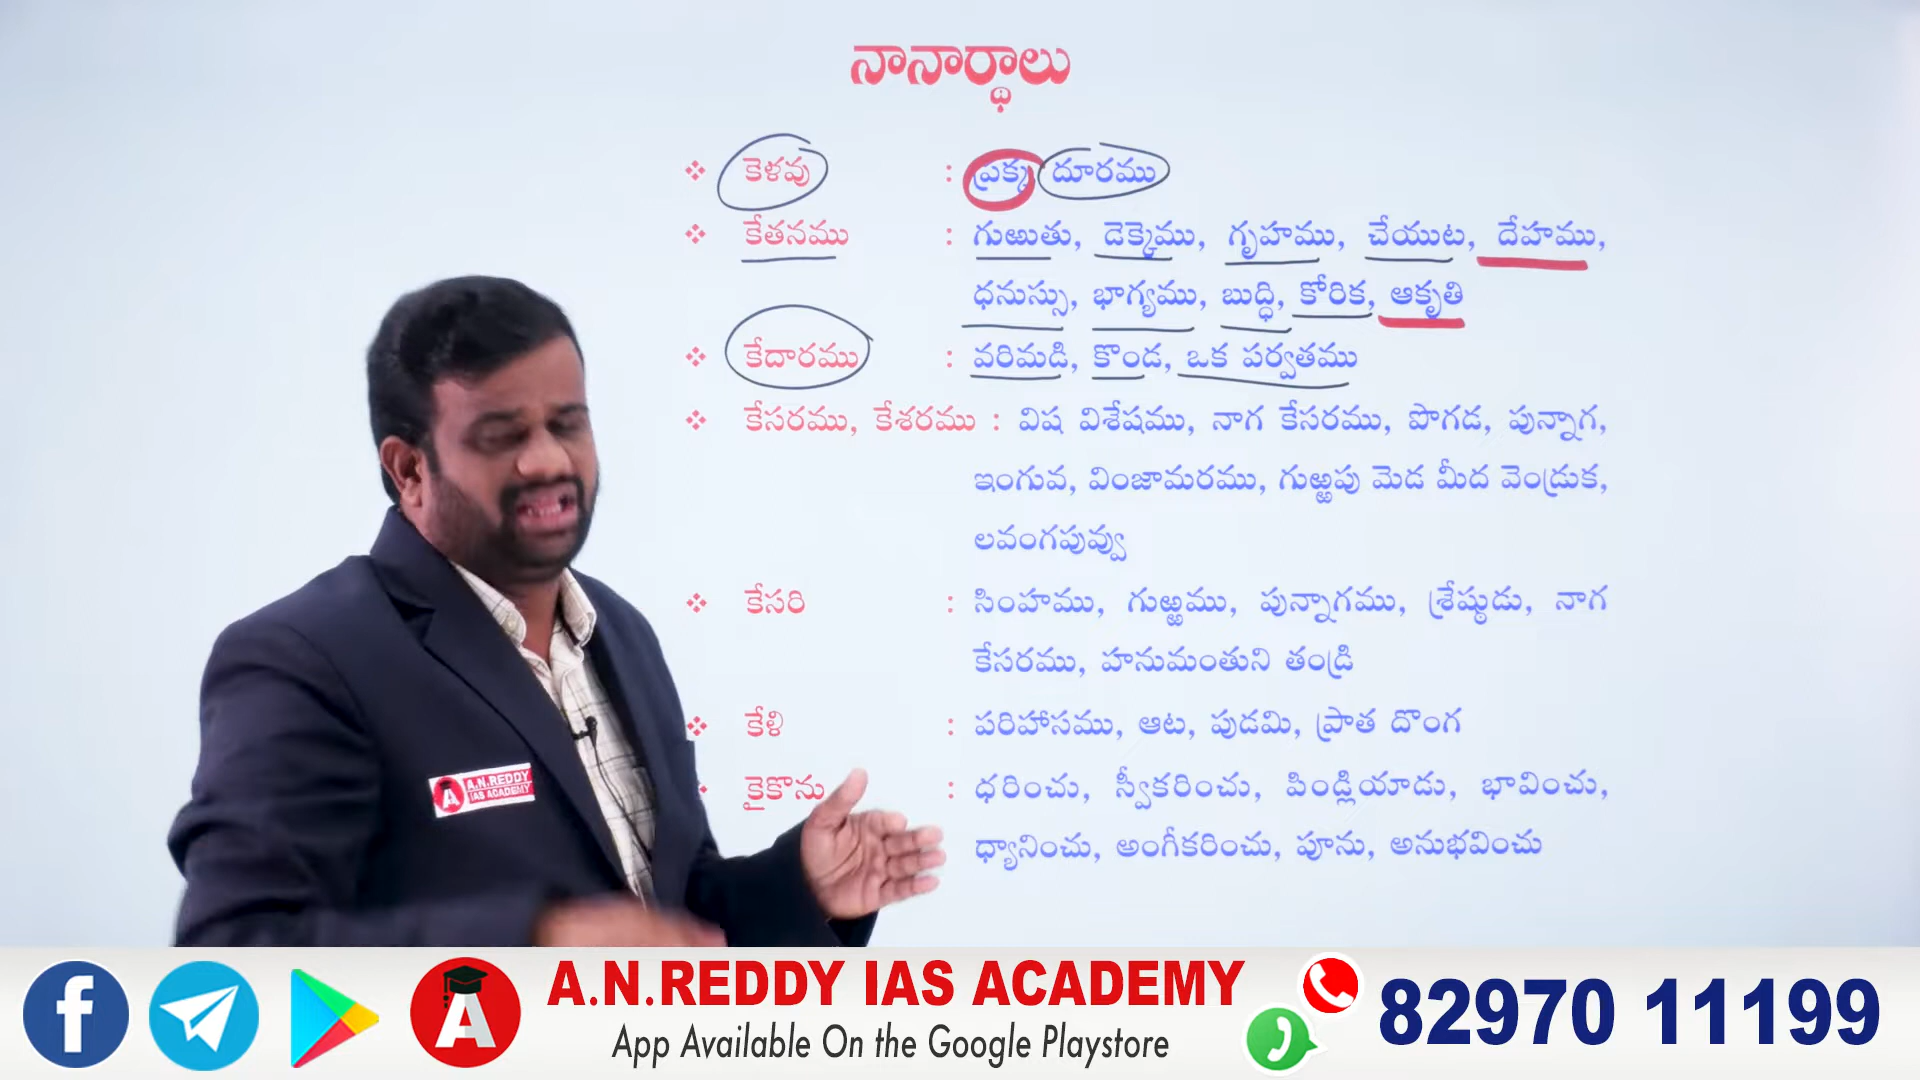 నానార్థాలు
❖ కెళవు : ప్రక్క దూరము
❖ కేతనము : గుఱుతు, డెక్కెము, గృహము, చేయుట, దేహము,
ధనుస్సు, భాగ్యము, బుద్ధి, కోరిక, ఆకృతి
❖ కేదారము : వరిమడి, కొండ, ఒక పర్వతము
❖ కేసరము, కేశరము : విష విశేషము, నాగ కేసరము, పొగడ, పున్నాగ,
ఇంగువ, వింజామరము, గుఱ్ఱపు మెడ మీద వెండ్రుక,
లవంగపువ్వు
❖ కేసరి : సింహము, గుఱ్ఱము, పున్నాగము, శ్రేష్ఠుడు, నాగ
కేసరము, హనుమంతుని తండ్రి
❖ కేళి : పరిహాసము, ఆట, పుడమి, ప్రాత దొంగ
❖ కైకొను : ధరించు, స్వీకరించు, పిండ్లియాడు, భావించు,
ధ్యానించు, అంగీకరించు, పూను, అనుభవించు
A.N.REDDY
IAS ACADEMY
A.N.REDDY IAS ACADEMY
App Available On the Google Playstore
82970 11199